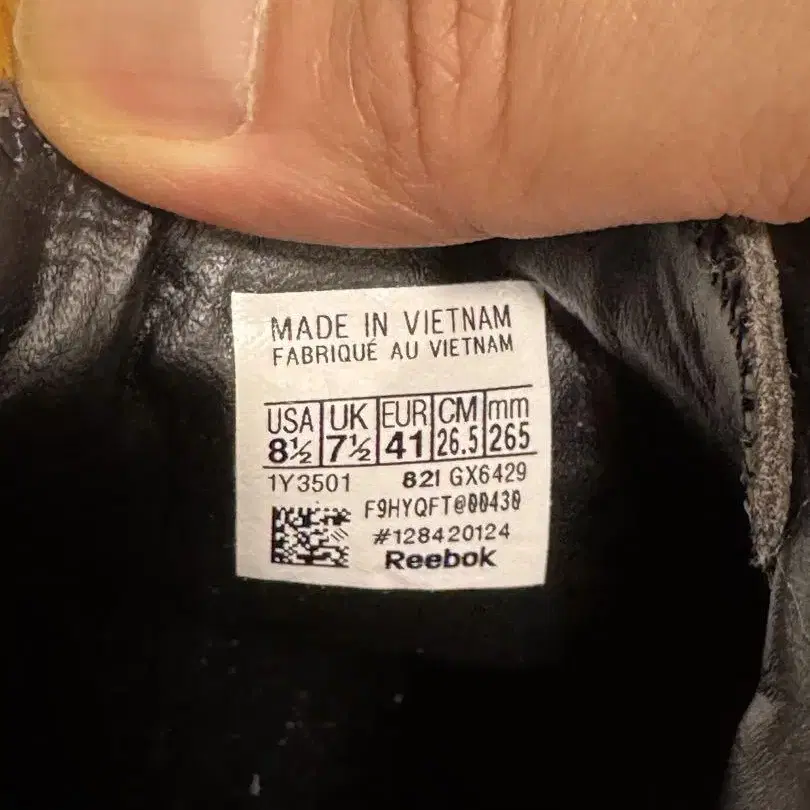 MADE IN VIETNAM
FABRIQUÉ AU VIETNAM
USA UK EUR CM mm
8½ 7½ 41 26.5 265
1Y3501 821 GX6429
F9HYQFT@00430
#128420124
Reebok